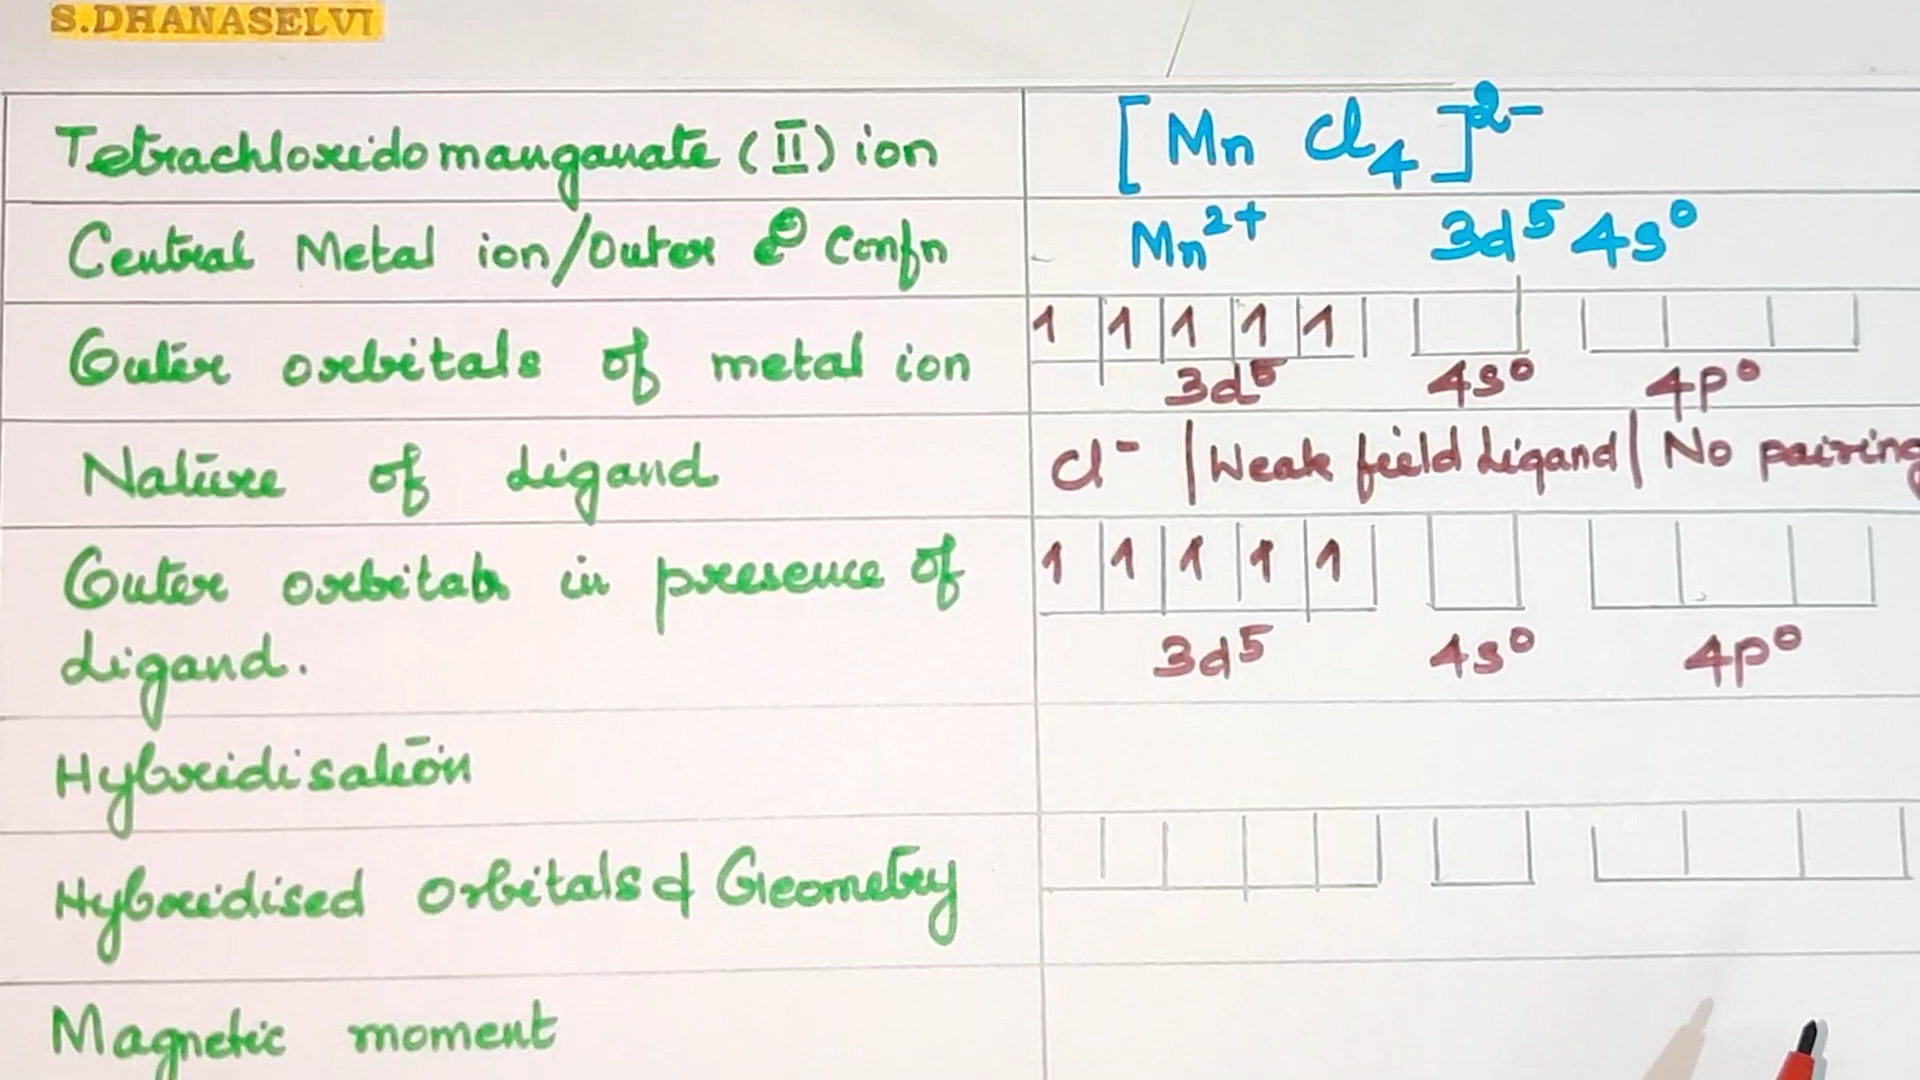 S.DHANASELVI
Tetrachloridomanganate (II) ion [Mn Cl4]2-
Central Metal ion/Outer e⊖ Confn Mn2+ 3d5 4s0
Outer orbitals of metal ion 1 1 1 1 1
3d5 4s0 4p0
Nature of Ligand Cl- | Weak field Ligand | No pairing
Outer orbitals in presence of 1 1 1 1 1
Ligand. 3d5 4s0 4p0
Hybridisation
Hybridised orbitals & Geometry
Magnetic moment